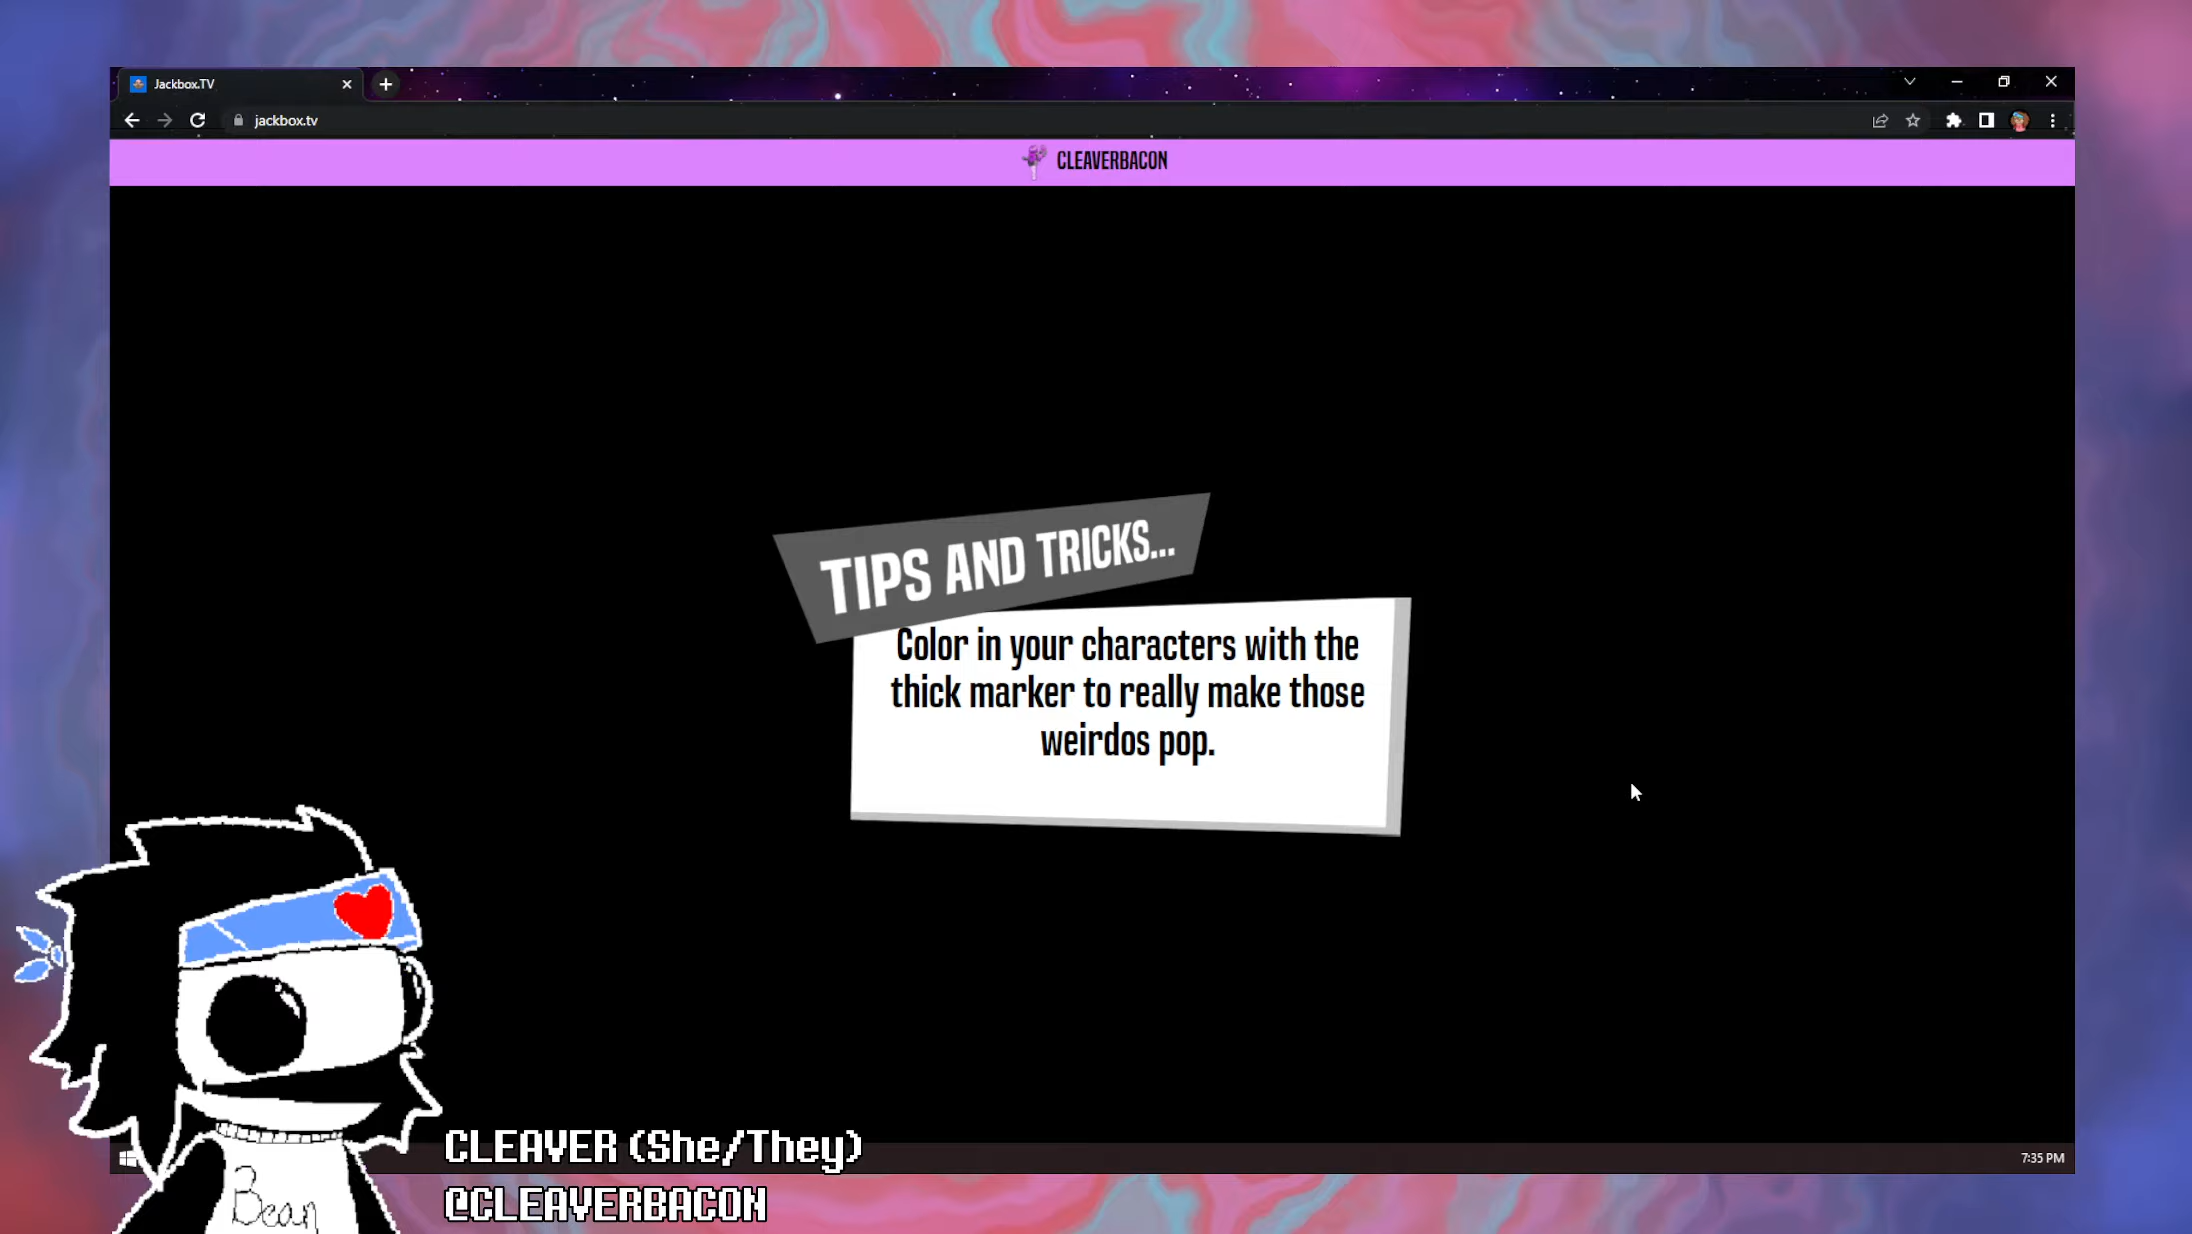 Jackbox.TV
jackbox.tv
CLEAVERBACON
TIPS AND TRICKS...
Color in your characters with the
thick marker to really make those
weirdos pop.
Bean
CLEAVER (She/They)
@CLEAVERBACON
7:35 PM